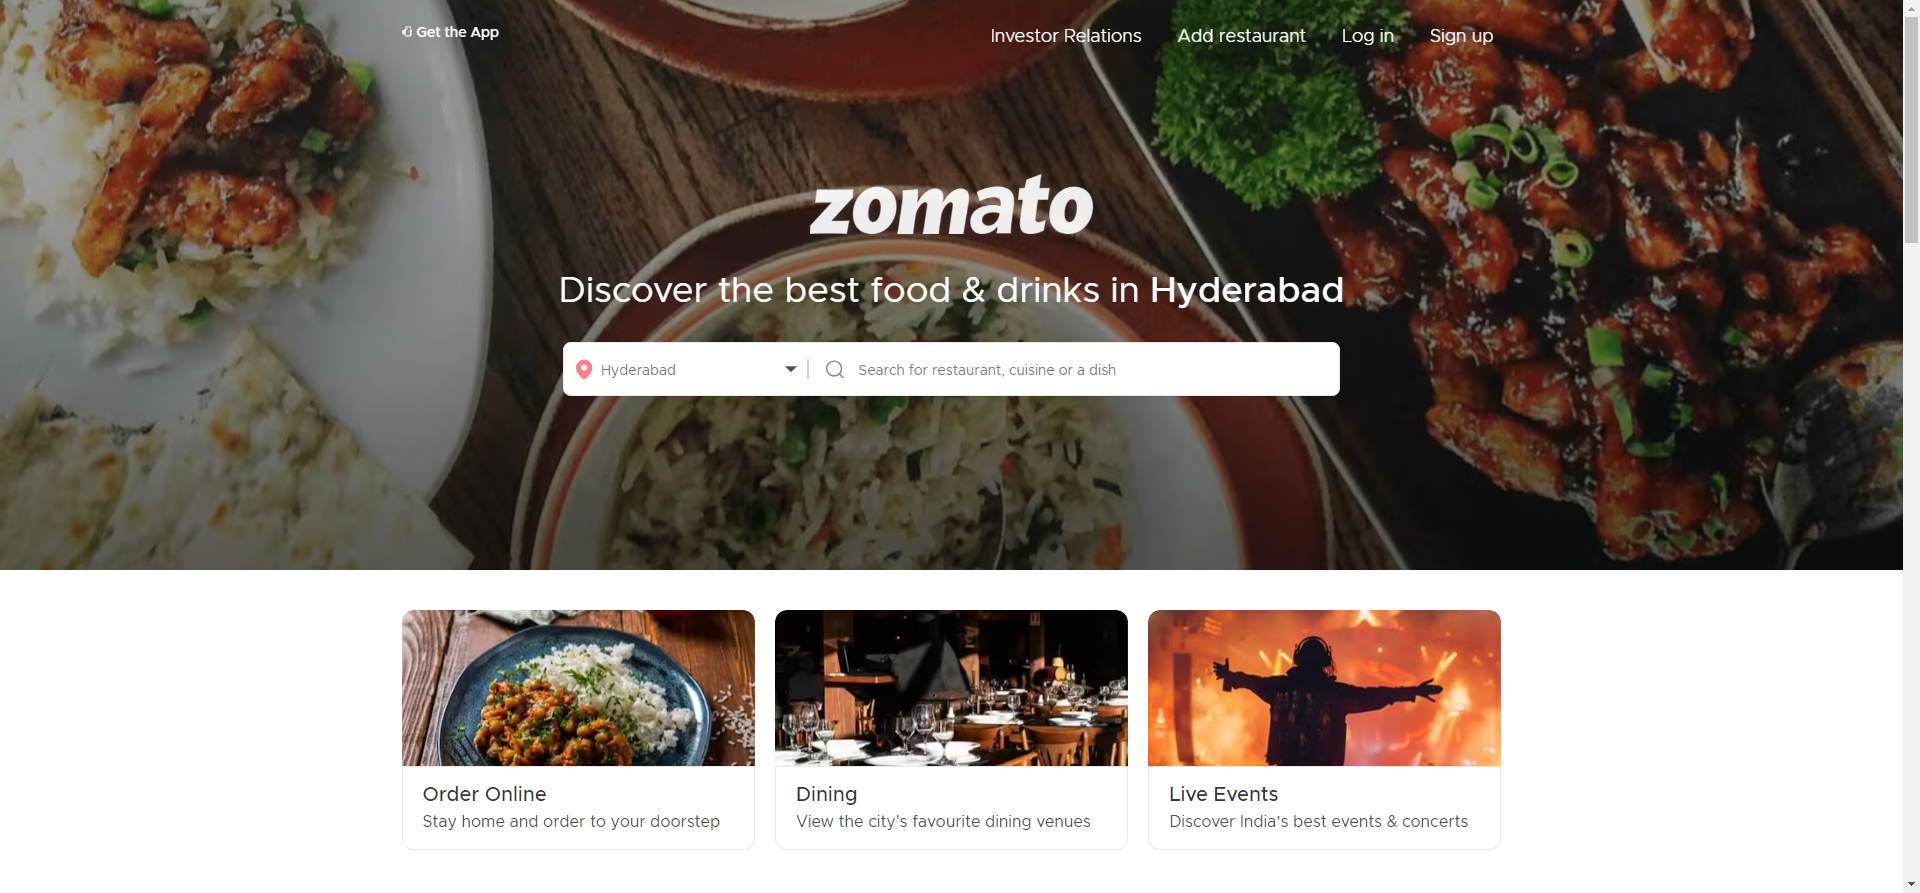 Get the App
Investor Relations
Add restaurant
Log in
Sign up
zomato
Discover the best food & drinks in Hyderabad
Hyderabad
Search for restaurant, cuisine or a dish
Order Online
Stay home and order to your doorstep
Dining
View the city's favourite dining venues
Live Events
Discover India’s best events & concerts